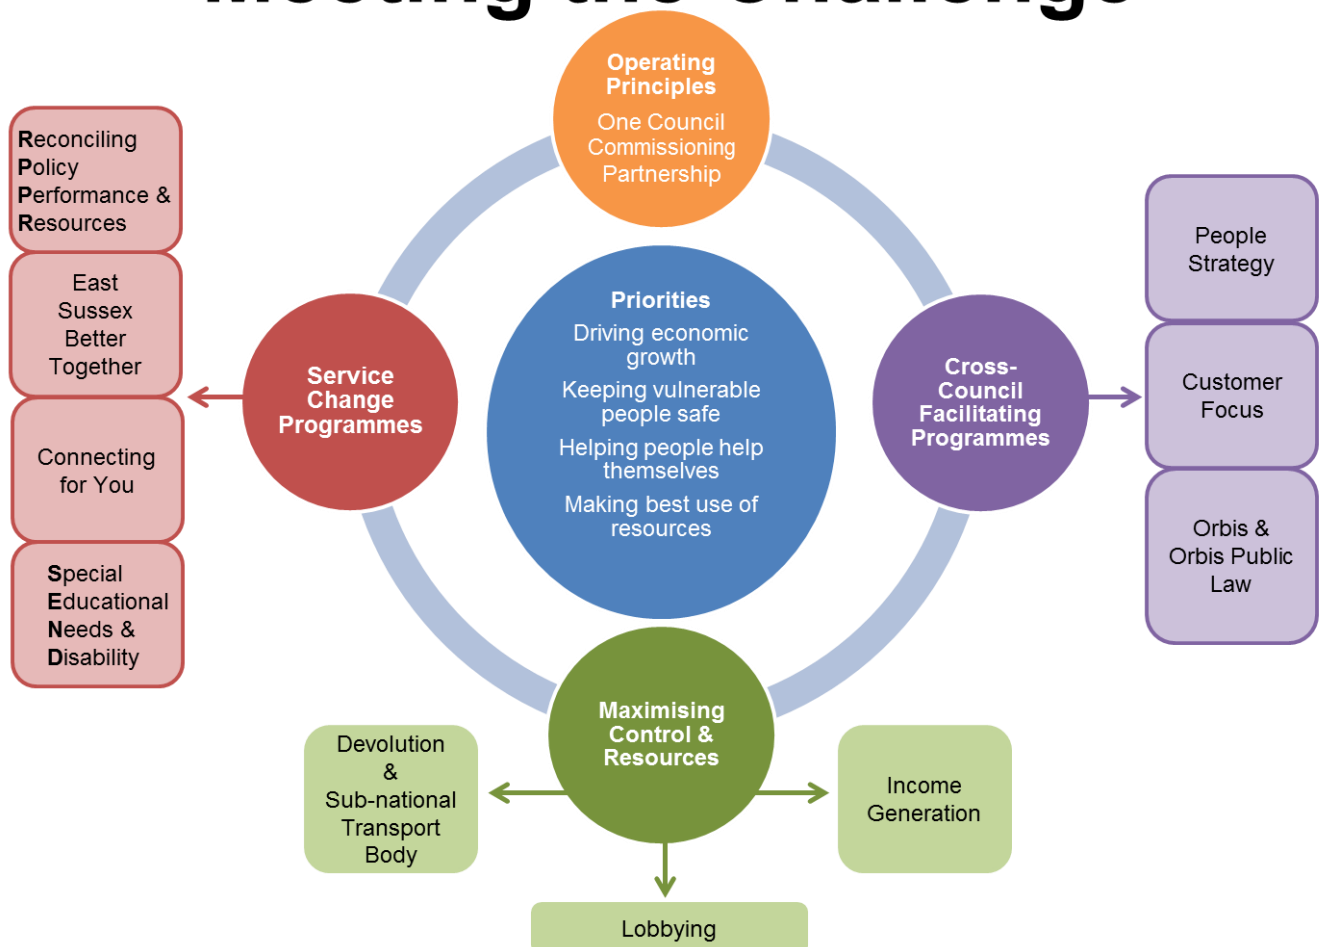 Meeting the Challenge
Operating
Principles
One Council
Commissioning
Partnership
Reconciling
Policy
Performance &
Resources
East
Sussex
Better
Together
Connecting
for You
Special
Educational
Needs &
Disability
Service
Change
Programmes
Priorities
Driving economic
growth
Keeping vulnerable
people safe
Helping people help
themselves
Making best use of
resources
Cross-
Council
Facilitating
Programmes
People
Strategy
Customer
Focus
Orbis &
Orbis Public
Law
Maximising
Control &
Resources
Devolution
&
Sub-national
Transport
Body
Income
Generation
Lobbying